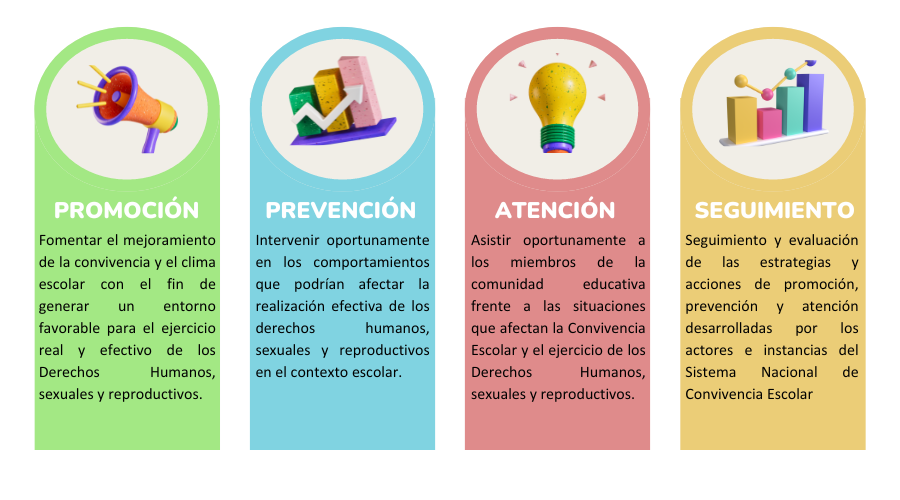 PROMOCIÓN
Fomentar el mejoramiento
de la convivencia y el clima
escolar con el fin de
generar un entorno
favorable para el ejercicio
real y efectivo de los
Derechos Humanos,
sexuales y reproductivos.
PREVENCIÓN
Intervenir oportunamente
en los comportamientos
que podrían afectar la
realización efectiva de los
derechos humanos,
sexuales y reproductivos
en el contexto escolar.
ATENCIÓN
Asistir oportunamente a
los miembros de la
comunidad educativa
frente a las situaciones
que afectan la Convivencia
Escolar y el ejercicio de los
Derechos Humanos,
sexuales y reproductivos.
SEGUIMIENTO
Seguimiento y evaluación
de las estrategias y
acciones de promoción,
prevención y atención
desarrolladas por los
actores e instancias del
Sistema Nacional de
Convivencia Escolar